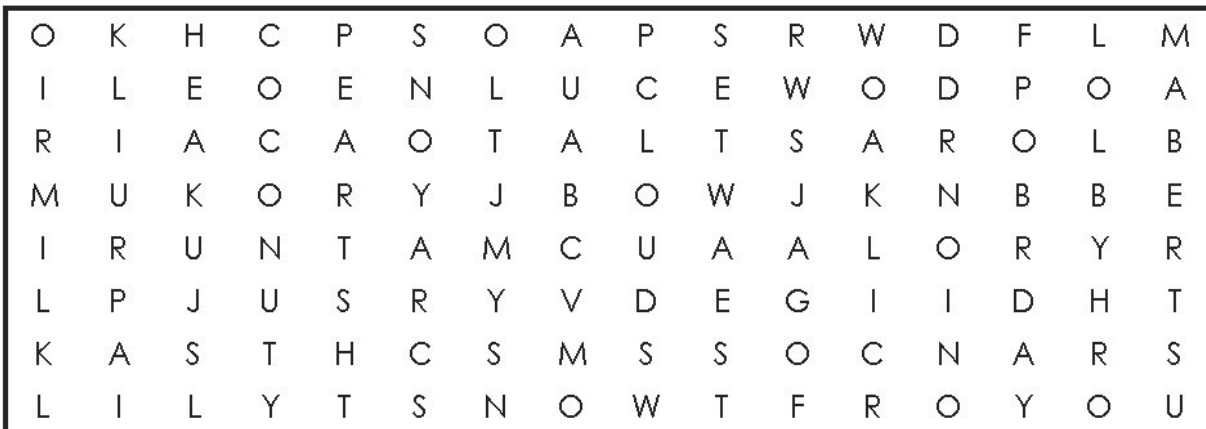 O K H C P S O A P S R W D F L M
I L E O E N L U C E W O D P O A
R I A C A O T A L T S A R O L B
M U K O R Y J B O W J K N B B E
I R U N T A M C U A A L O R Y R
L P J U S R Y V D E G I I D H T
K A S T H C S M S S O C N A R S
L I L Y T S N O W T F R O Y O U